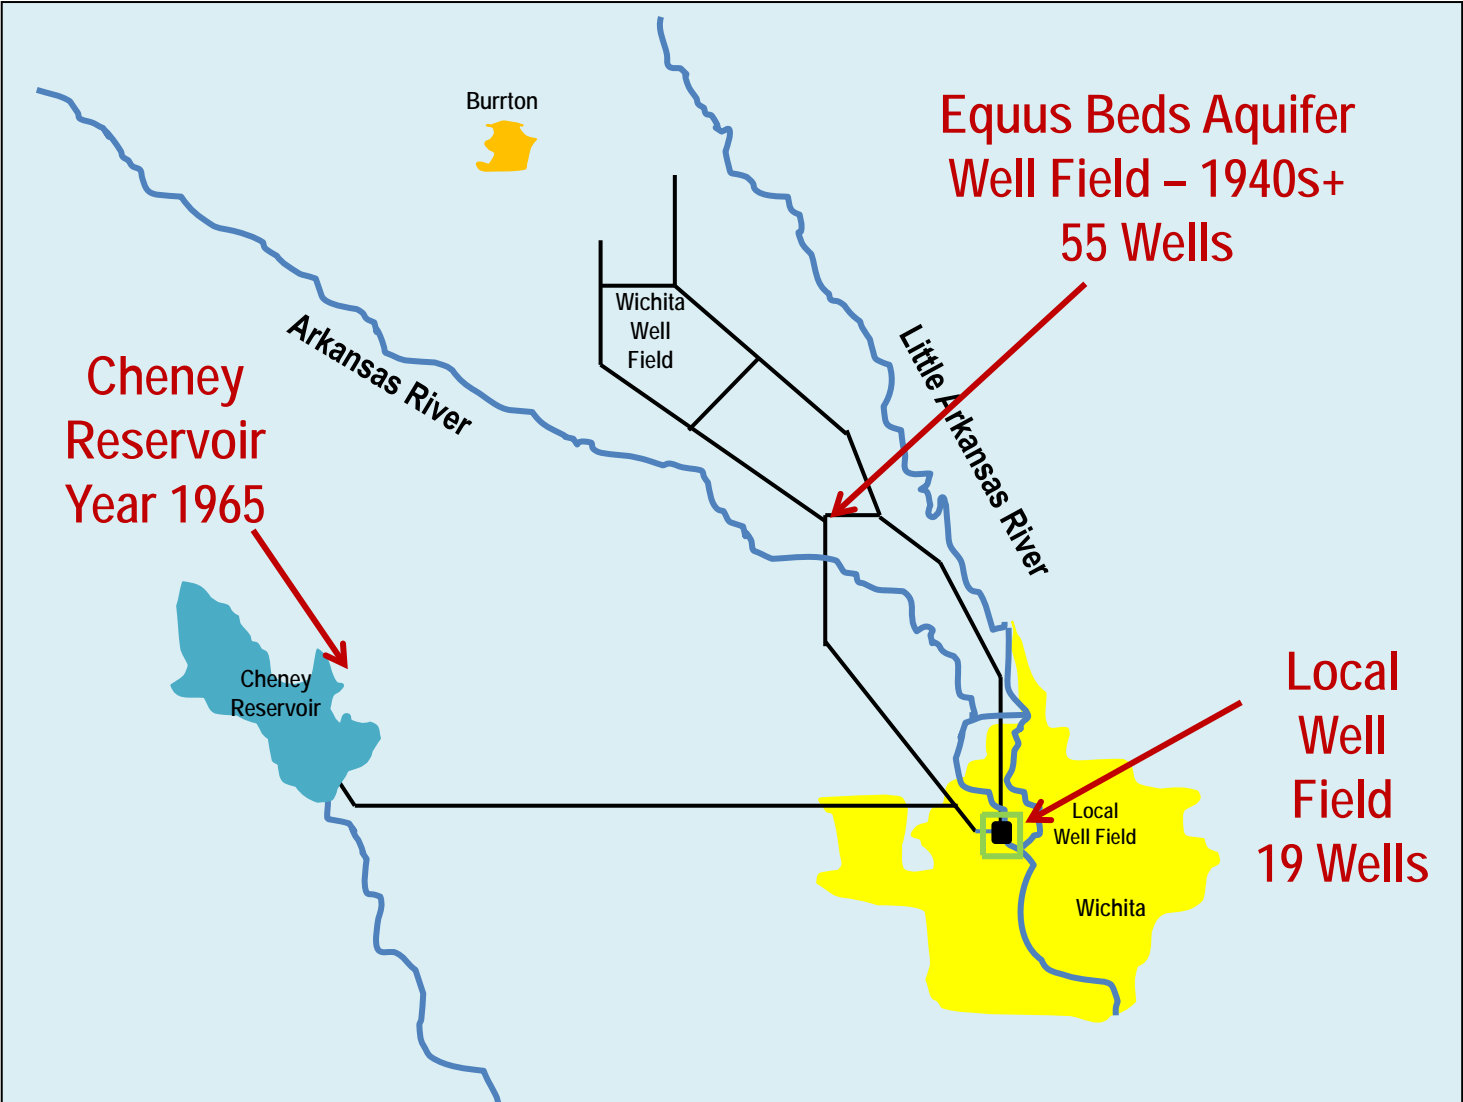 Burrton
Equus Beds Aquifer
Well Field – 1940s+
55 Wells
Wichita
Well
Field
Arkansas River
Little Arkansas River
Cheney
Reservoir
Year 1965
Cheney
Reservoir
Local
Well
Field
19 Wells
Local
Well Field
Wichita